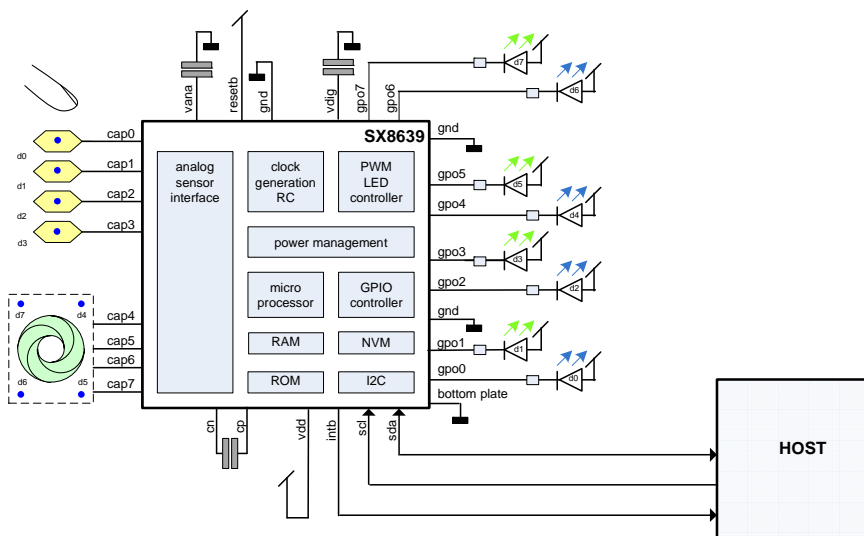 vana
resetb
gnd
vdig
gpo7
gpo6
d7
d6
SX8639
gnd
cap0
d0
cap1
d1
cap2
d2
cap3
d3
analog
sensor
interface
clock
generation
RC
PWM
LED
controller
gpo5
d5
gpo4
d4
power management
gpo3
d3
gpo2
d2
micro
processor
GPIO
controller
gnd
d7
d4
cap4
cap5
cap6
cap7
d6
d5
RAM
NVM
gpo1
d1
ROM
I2C
gpo0
d0
bottom plate
cn
cp
vdd
intb
scl
sda
HOST